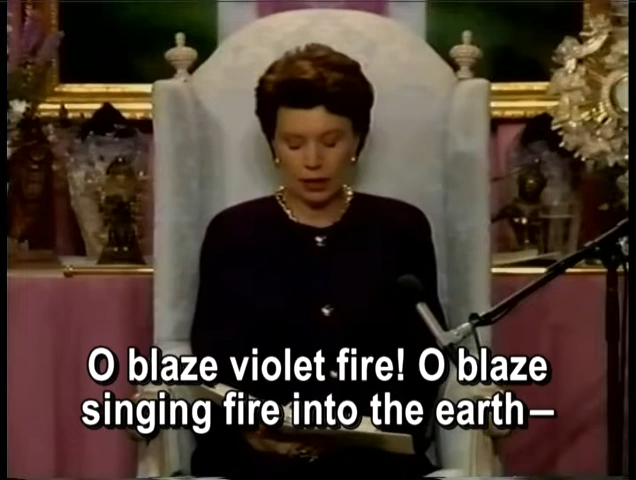 O blaze violet fire! O blaze
singing fire into the earth—